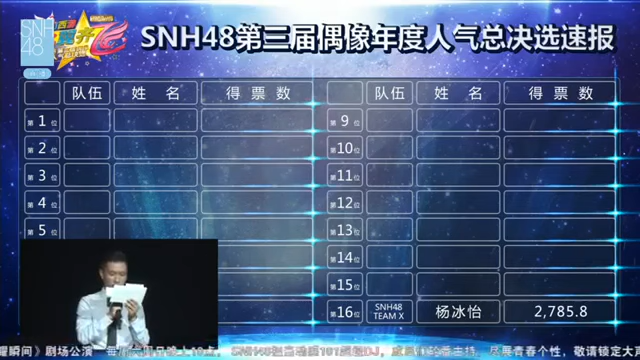 SNH48
SNH48第三届偶像年度人气总决选速报
队伍 姓名 得票数 队伍 姓名 得票数
第1位 第9位
第2位 第10位
第3位 第11位
第4位 第12位
第5位 第13位
第14位
第15位
第16位 SNH48 TEAM X 杨冰怡 2,785.8
剧场公演